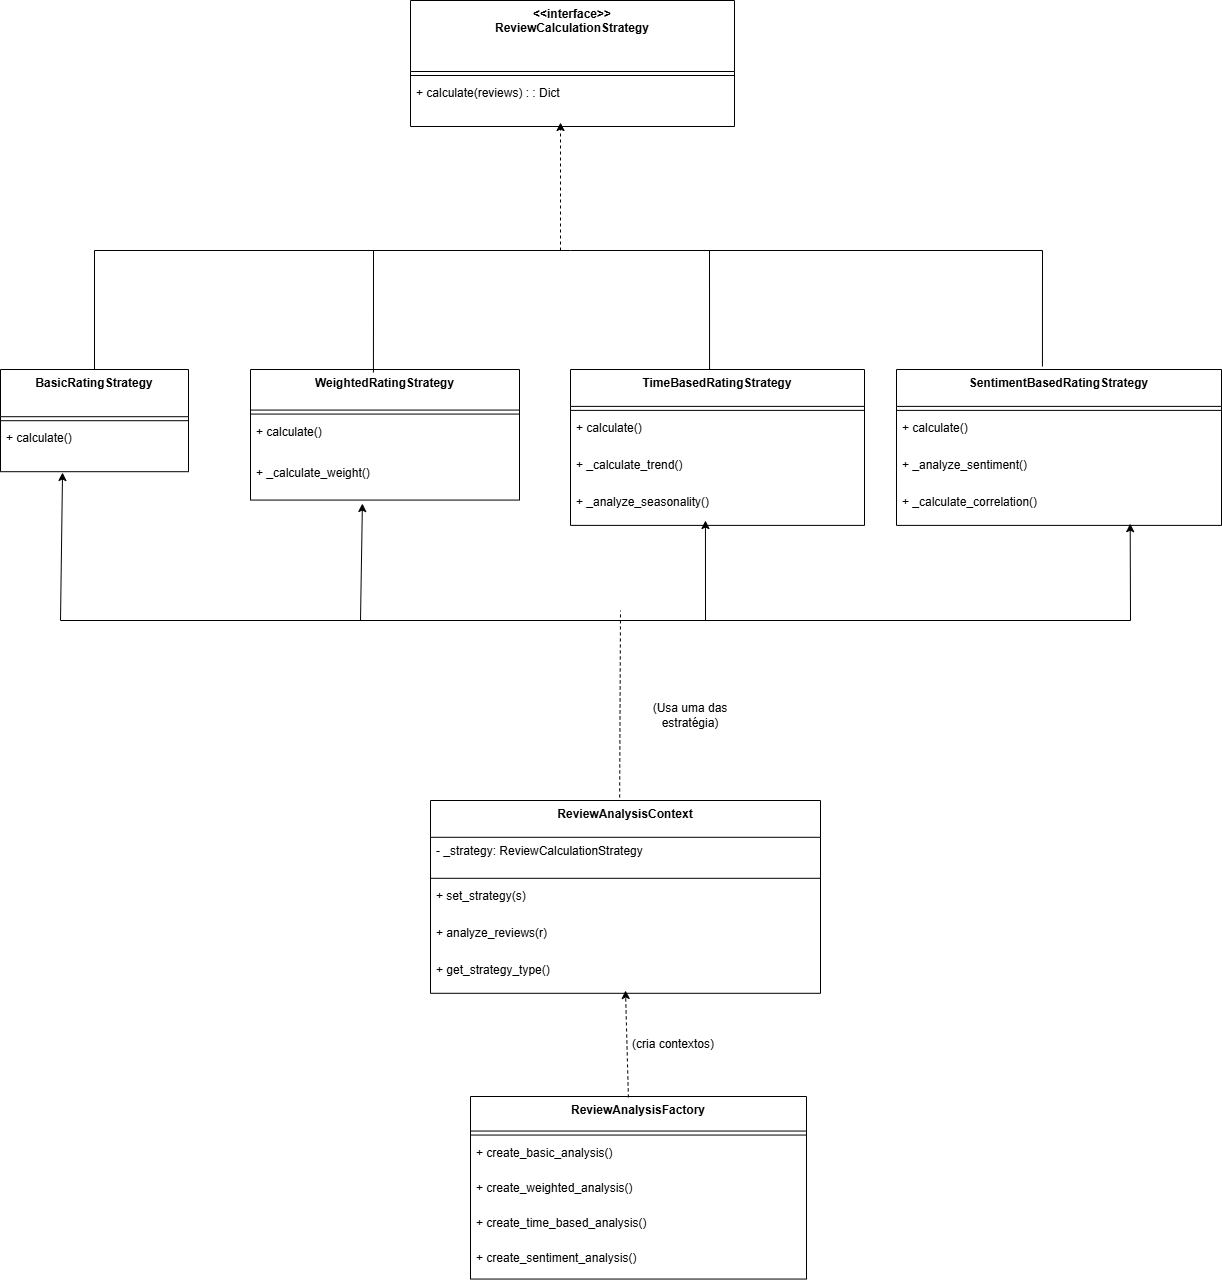 <<interface>>
ReviewCalculationStrategy
+ calculate(reviews) : : Dict
BasicRatingStrategy
+ calculate()
WeightedRatingStrategy
+ calculate()
+ _calculate_weight()
TimeBasedRatingStrategy
+ calculate()
+ _calculate_trend()
+ _analyze_seasonality()
SentimentBasedRatingStrategy
+ calculate()
+ _analyze_sentiment()
+ _calculate_correlation()
(Usa uma das
estratégia)
ReviewAnalysisContext
- _strategy: ReviewCalculationStrategy
+ set_strategy(s)
+ analyze_reviews(r)
+ get_strategy_type()
(cria contextos)
ReviewAnalysisFactory
+ create_basic_analysis()
+ create_weighted_analysis()
+ create_time_based_analysis()
+ create_sentiment_analysis()